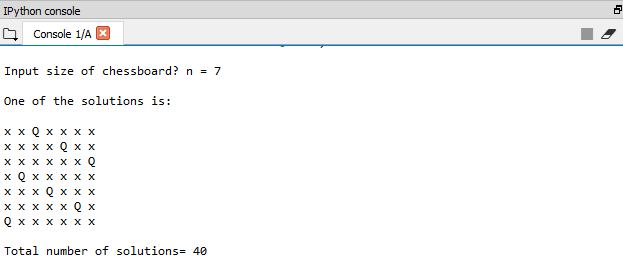 IPython console
Console 1/A
Input size of chessboard? n = 7
One of the solutions is:
x x Q x x x x
x x x x Q x x
x x x x x x Q
x Q x x x x x
x x x Q x x x
x x x x x Q x
Q x x x x x x
Total number of solutions= 40